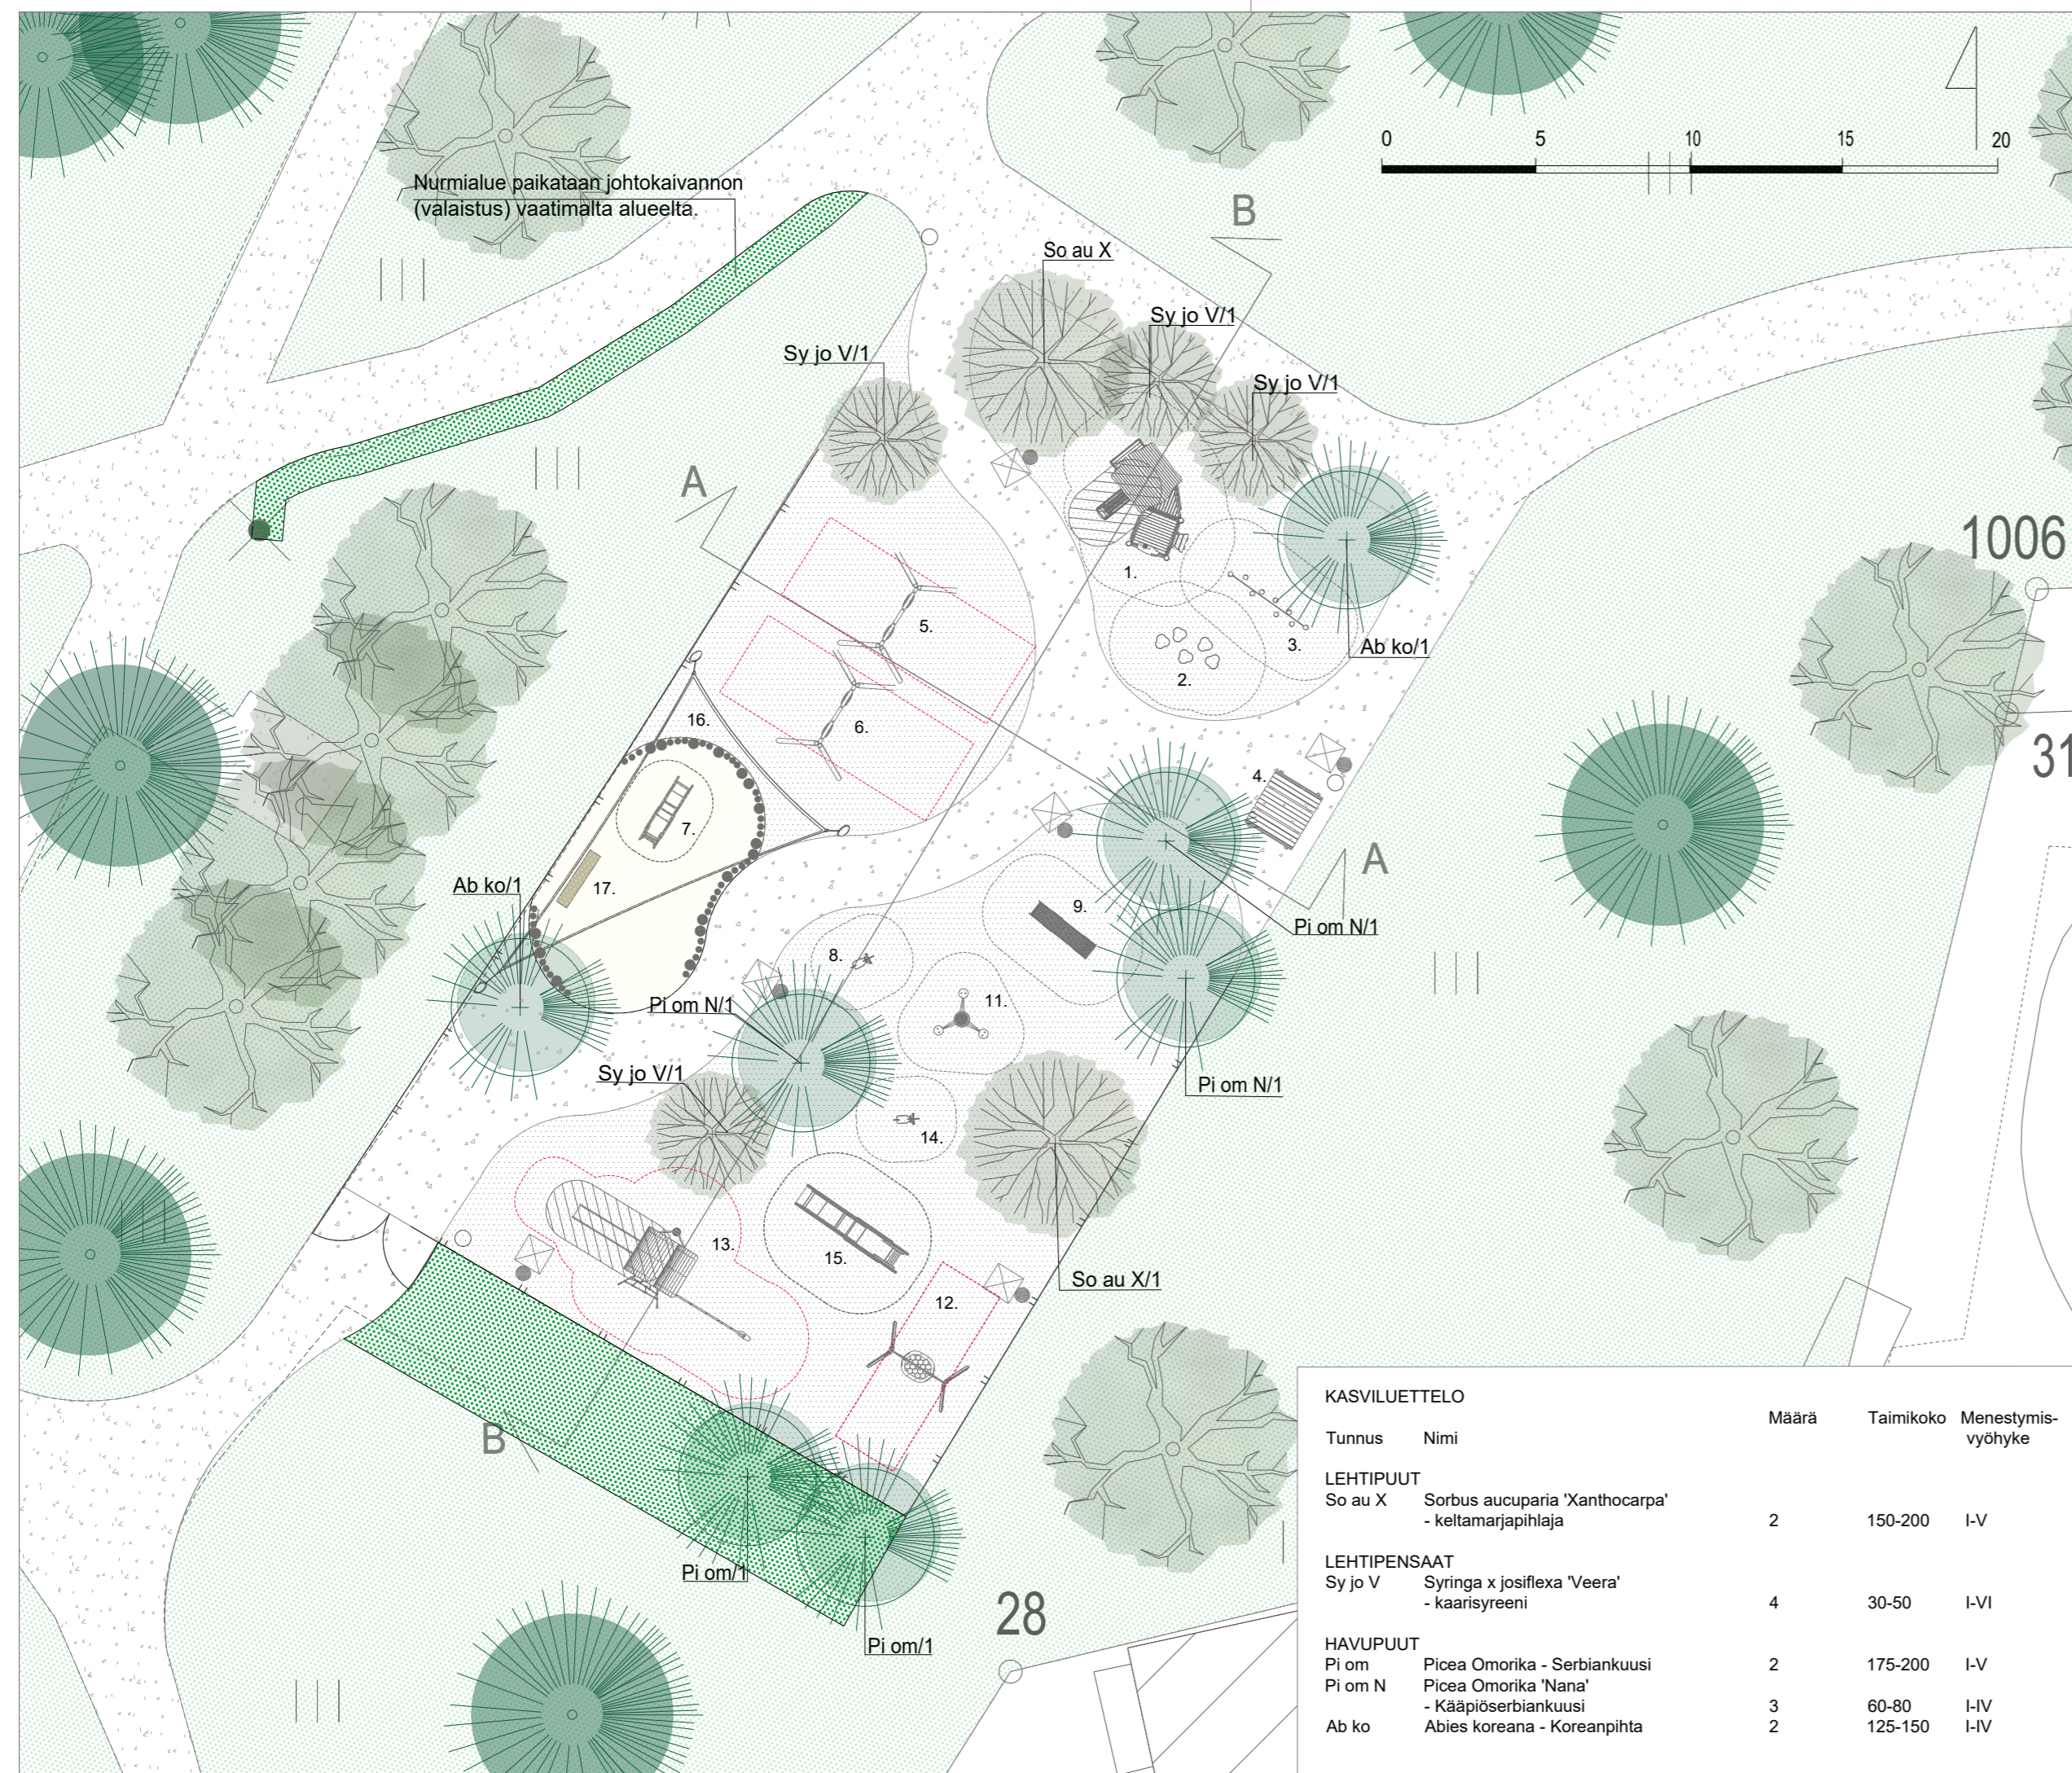 0 5 10 15 20
Nurmialue paikataan johtokaivannon
(valaistus) vaatimalta alueelta.
B
So au X
Sy jo V/1
Sy jo V/1
Sy jo V/1
A
1006
1.
5.
3.
Ab ko/1
2.
16.
6.
31
4.
7.
A
Ab ko/1
17.
9.
Pi om N/1
8.
11.
Pi om N/1
Sy jo V/1
Pi om N/1
14.
13.
15.
So au X/1
12.
B
Pi om/1
28
Pi om/1
KASVILUETTELO
Määrä Taimikoko Menestymis-
Tunnus Nimi vyöhyke
LEHTIPUUT
So au X Sorbus aucuparia 'Xanthocarpa'
- keltamarjapihlaja 2 150-200 I-V
LEHTIPENSAAT
Sy jo V Syringa x josiflexa 'Veera'
- kaarisyreeni 4 30-50 I-VI
HAVUPUUT
Pi om Picea Omorika - Serbiankuusi 2 175-200 I-V
Pi om N Picea Omorika 'Nana'
- Kääpiöserbiankuusi 3 60-80 I-IV
Ab ko Abies koreana - Koreanpihta 2 125-150 I-IV